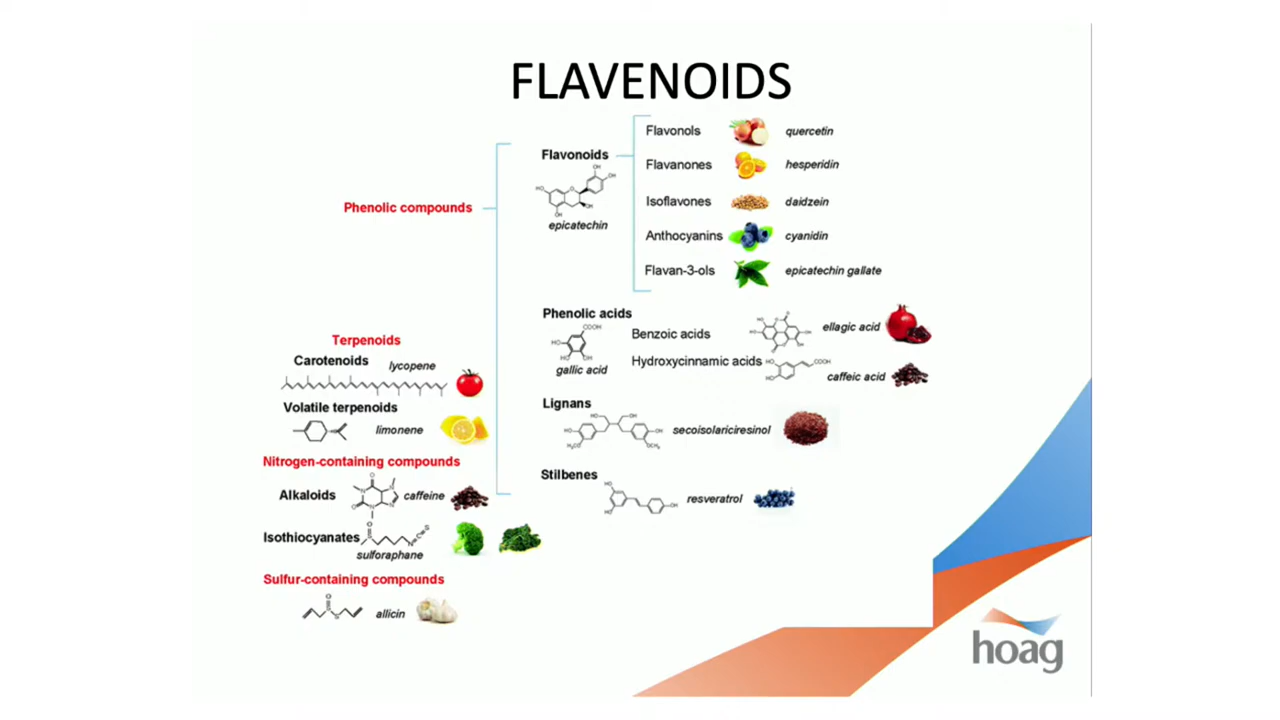 FLAVENOIDS
Phenolic compounds
Flavonoids
epicatechin
Flavonols quercetin
Flavanones hesperidin
Isoflavones daidzein
Anthocyanins cyanidin
Flavan-3-ols epicatechin gallate
Phenolic acids
gallic acid
Benzoic acids ellagic acid
Hydroxycinnamic acids caffeic acid
Lignans
secoisolariciresinol
Stilbenes
resveratrol
Terpenoids
Carotenoids lycopene
Volatile terpenoids
limonene
Nitrogen-containing compounds
Alkaloids caffeine
Isothiocyanates
sulforaphane
Sulfur-containing compounds
allicin
hoag